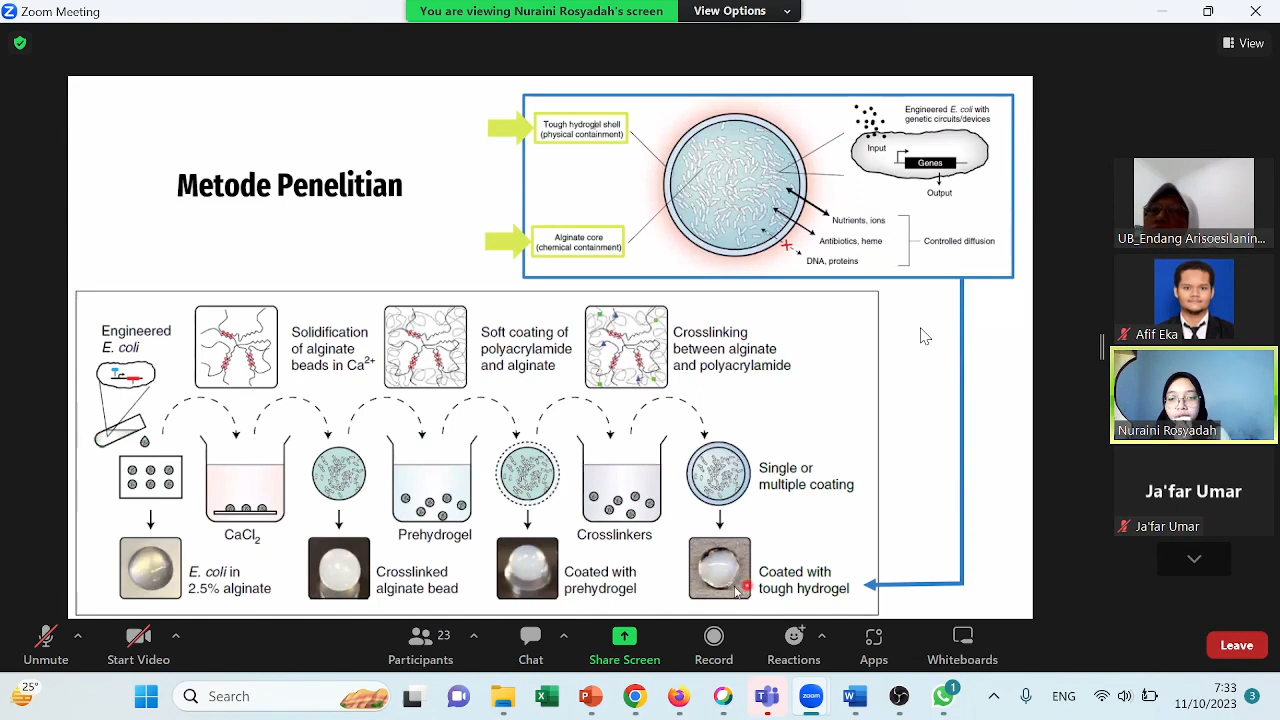 Zoom Meeting
You are viewing Nuraini Rosyadah's screen
View Options
View
Metode Penelitian
Tough hydrogel shell
(physical containment)
Alginate core
(chemical containment)
Engineered E. coli with
genetic circuits/devices
Input
Genes
Output
Nutrients, ions
Antibiotics, heme
DNA, proteins
Controlled diffusion
Engineered
E. coli
Solidification
of alginate
beads in Ca2+
Soft coating of
polyacrylamide
and alginate
Crosslinking
between alginate
and polyacrylamide
CaCl2
Prehydrogel
Crosslinkers
Single or
multiple coating
E. coli in
2.5% alginate
Crosslinked
alginate bead
Coated with
prehydrogel
Coated with
tough hydrogel
UB_Endang Arisoesilanin...
Afif Eka
Nuraini Rosyadah
Ja'far Umar
Ja'far Umar
Unmute
Start Video
23
Participants
Chat
Share Screen
Record
Reactions
Apps
Whiteboards
Leave
25°
Search
zoom
1
ENG
7:33
11/10/2023
3